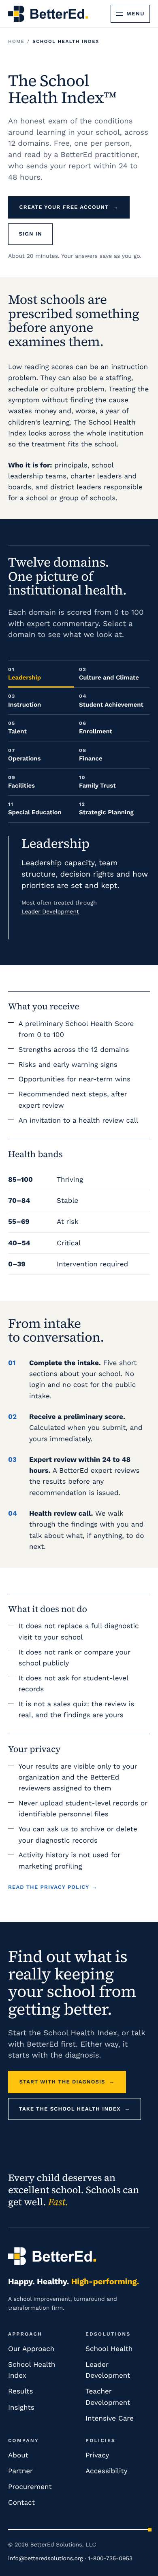 BetterEd.
MENU
HOME / SCHOOL HEALTH INDEX
The School
Health Index™
An honest exam of the conditions
around learning in your school, across
12 domains. Free, one per
period, and read
by a BetterEd practitioner,
who sends your report within 24 to
48 hours.
CREATE YOUR FREE ACCOUNT →
SIGN IN
About 20 minutes. Your answers save as you go.
Most schools are
prescribed something
before anyone
examines them.
Low reading scores can be an instruction
problem. They can also be a staffing,
schedule or culture problem. Treating the
symptom without finding the cause
wastes money and, worse, a year of
children's learning. The School Health
Index looks across the whole institution
so the treatment fits the school.
Who it is for: principals, school
leadership teams, charter leaders and
boards, and district leaders responsible
for a school or group of schools.
Twelve domains.
One picture of
institutional health.
Each domain is scored from 0 to 100
with expert commentary. Select a
domain to see what we look at.
01
Leadership
02
Culture and Climate
03
Instruction
04
Student Achievement
05
Talent
06
Enrollment
07
Operations
08
Finance
09
Facilities
10
Family Trust
11
Special Education
12
Strategic Planning
Leadership
Leadership capacity, team
structure, decision rights and how
priorities are set and kept.
Most often treated through
Leader Development
What you receive
— A preliminary School Health Score
from 0 to 100
— Strengths across the 12 domains
— Risks and early warning signs
— Opportunities for near-term wins
— Recommended next steps, after
expert review
— An invitation to a health review call
Health bands
85–100 Thriving
70–84 Stable
55–69 At risk
40–54 Critical
0–39 Intervention required
From intake
to conversation.
01 Complete the intake. Five short
sections about your school. No
login and no cost for the public
intake.
02 Receive a preliminary score.
Calculated when you submit, and
yours immediately.
03 Expert review within 24 to 48
hours. A BetterEd expert reviews
the results before any
recommendation is issued.
04 Health review call. We walk
through the findings with you and
talk about what, if anything, to do
next.
What it does not do
— It does not replace a full diagnostic
visit to your school
— It does not rank or compare your
school publicly
— It does not ask for student-level
records
— It is not a sales quiz: the review is
real, and the findings are yours
Your privacy
— Your results are visible only to your
organization and the BetterEd
reviewers assigned to them
— Never upload student-level records or
identifiable personnel files
— You can ask us to archive or delete
your diagnostic records
— Activity history is not used for
marketing profiling
READ THE PRIVACY POLICY →
Find out what is
really keeping
your school from
getting better.
Start with the School Health Index, or talk
with BetterEd first. Either way, it
starts with the diagnosis.
START WITH THE DIAGNOSIS →
TAKE THE SCHOOL HEALTH INDEX →
Every child deserves an
excellent school. Schools can
get well. Fast.
BetterEd.
Happy. Healthy. High-performing.
A school improvement, turnaround and
transformation firm.
APPROACH
Our Approach
School Health
Index
Results
Insights
EDSOLUTIONS
School Health
Leader
Development
Teacher
Development
Intensive Care
COMPANY
About
Partner
Procurement
Contact
POLICIES
Privacy
Accessibility
© 2026 BetterEd Solutions, LLC
info@betteredsolutions.org · 1-800-735-0953